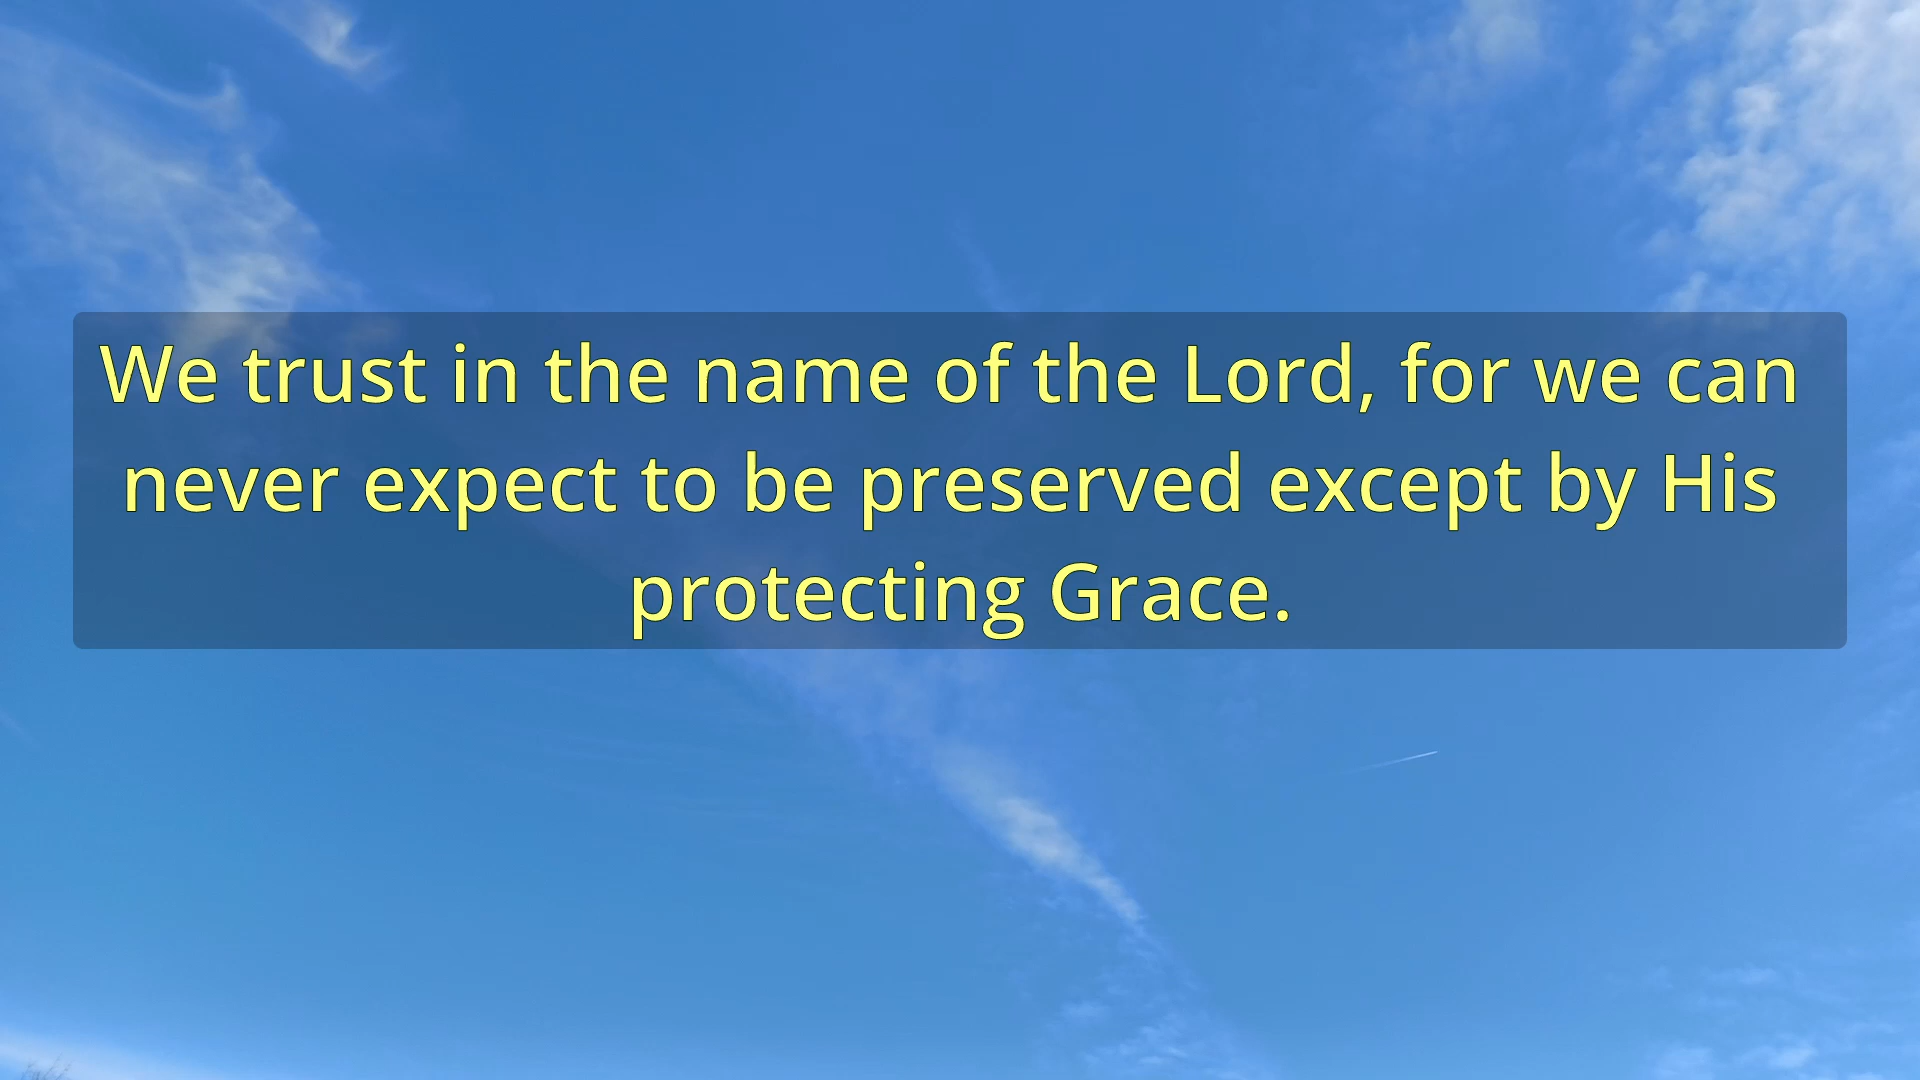 We trust in the name of the Lord, for we can
never expect to be preserved except by His
protecting Grace.